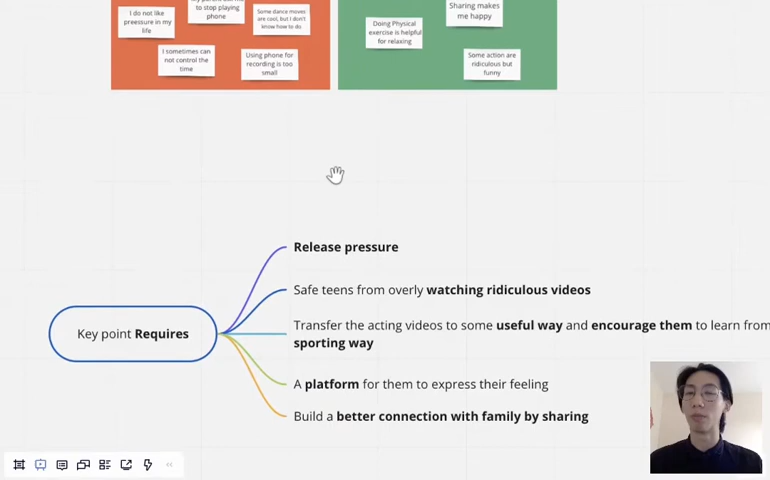 to stop playing
phone
I do not like
preessure in my
life
Some dance moves
are cool, but I don't
know how to do
I sometimes can
not control the
time
Using phone for
recording is too
small
Doing Physical
exercise is helpful
for relaxing
Sharing makes
me happy
Some action are
ridiculous but
funny
Release pressure
Safe teens from overly watching ridiculous videos
Transfer the acting videos to some useful way and encourage them to learn from
sporting way
Key point Requires
A platform for them to express their feeling
Build a better connection with family by sharing